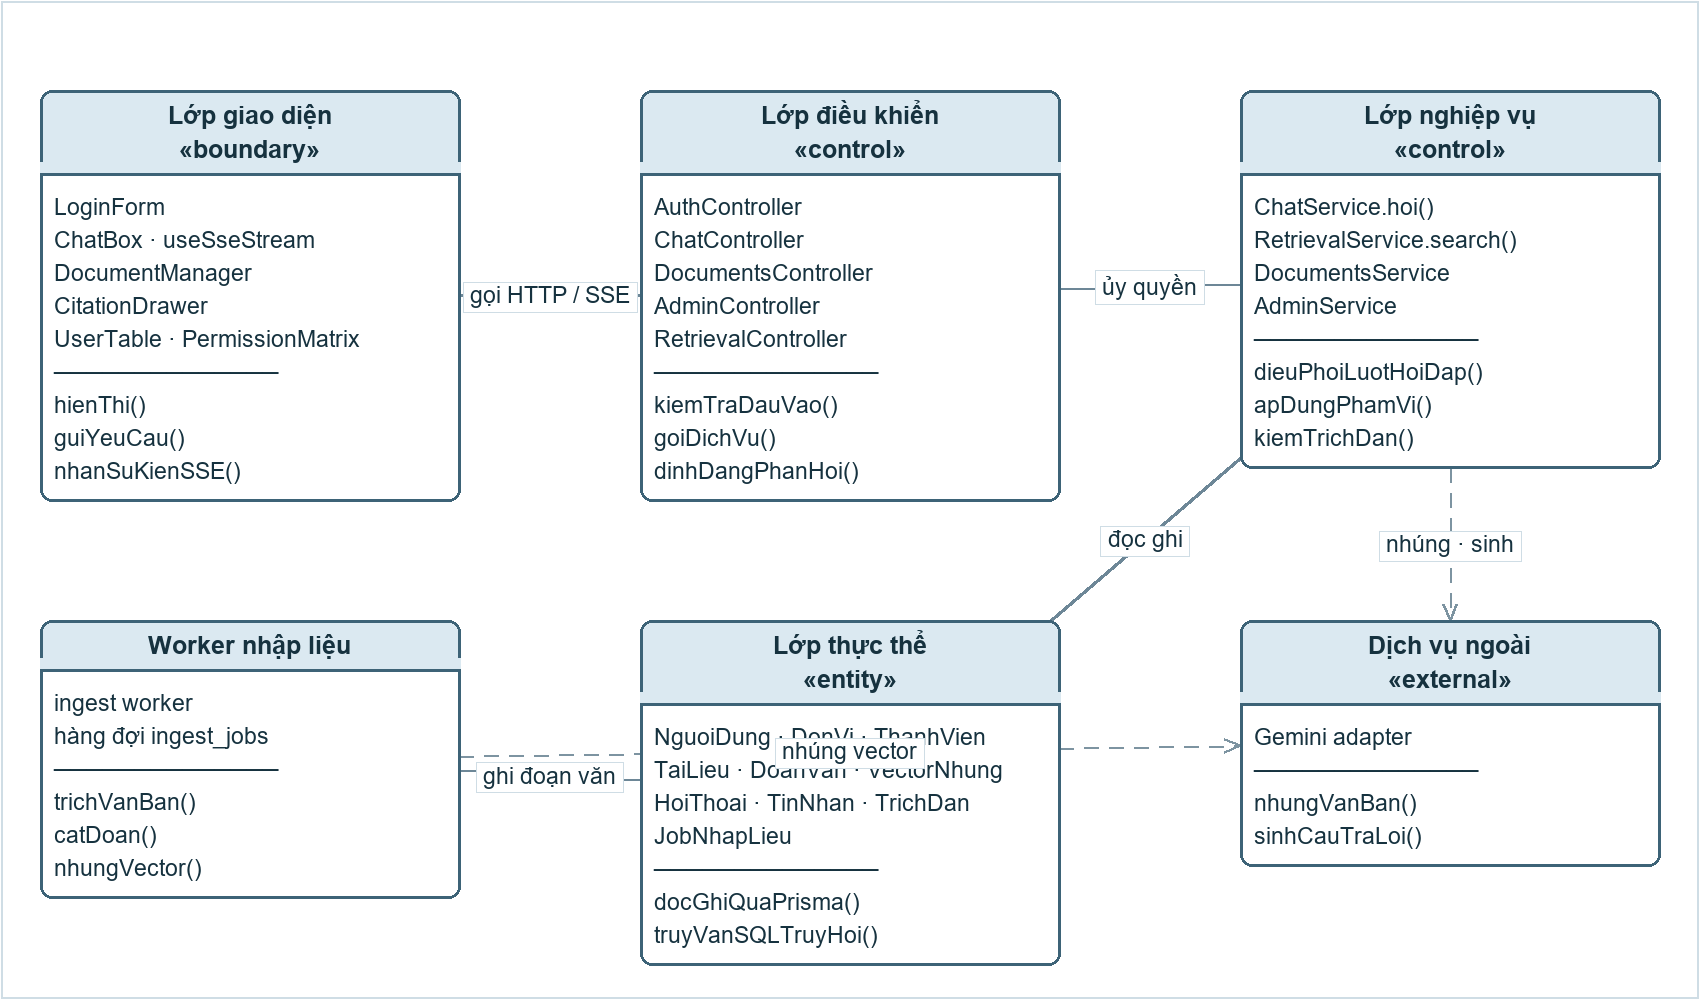 Lớp giao diện
«boundary»
LoginForm
ChatBox · useSseStream
DocumentManager
CitationDrawer
UserTable · PermissionMatrix
hienThi()
guiYeuCau()
nhanSuKienSSE()
gọi HTTP / SSE
Lớp điều khiển
«control»
AuthController
ChatController
DocumentsController
AdminController
RetrievalController
kiemTraDauVao()
goiDichVu()
dinhDangPhanHoi()
ủy quyền
Lớp nghiệp vụ
«control»
ChatService.hoi()
RetrievalService.search()
DocumentsService
AdminService
dieuPhoiLuotHoiDap()
apDungPhamVi()
kiemTrichDan()
đọc ghi
nhúng · sinh
Worker nhập liệu
ingest worker
hàng đợi ingest_jobs
trichVanBan()
catDoan()
nhungVector()
ghi đoạn văn
Lớp thực thể
«entity»
NguoiDung · DonVi · ThanhVien
nhúng vector
TaiLieu · DoanVan · VectorNhung
HoiThoai · TinNhan · TrichDan
JobNhapLieu
docGhiQuaPrisma()
truyVanSQLTruyHoi()
Dịch vụ ngoài
«external»
Gemini adapter
nhungVanBan()
sinhCauTraLoi()